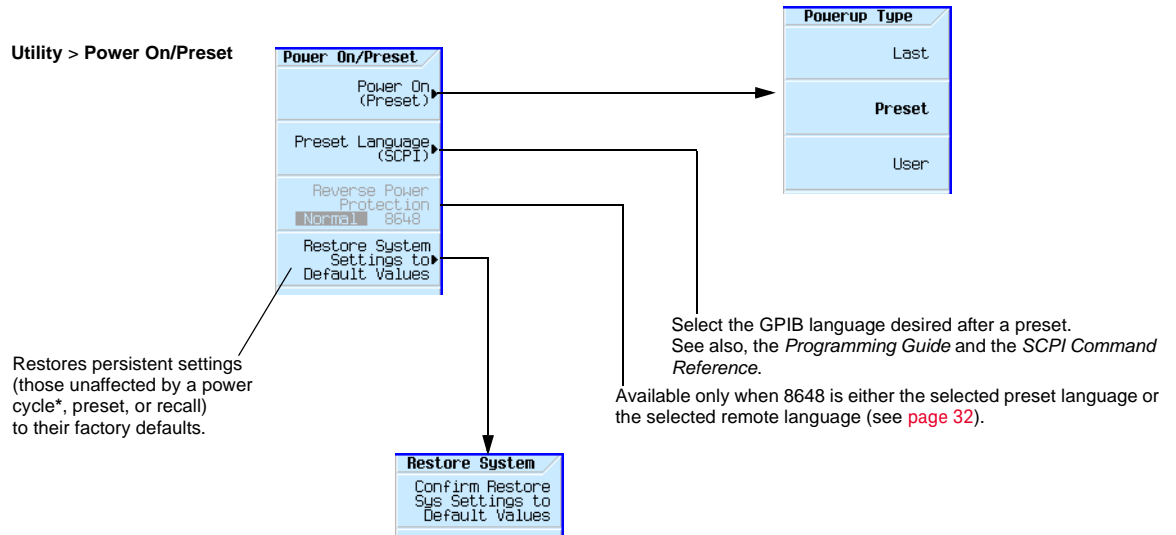 Utility > Power On/Preset
Power On/Preset
Power On
(Preset)
Preset Language
(SCPI)
Reverse Power
Protection
Normal 8648
Restore System
Settings to
Default Values
Powerup Type
Last
Preset
User
Select the GPIB language desired after a preset.
See also, the Programming Guide and the SCPI Command
Reference.
Available only when 8648 is either the selected preset language or
the selected remote language (see page 32).
Restores persistent settings
(those unaffected by a power
cycle*, preset, or recall)
to their factory defaults.
Restore System
Confirm Restore
Sys Settings to
Default Values